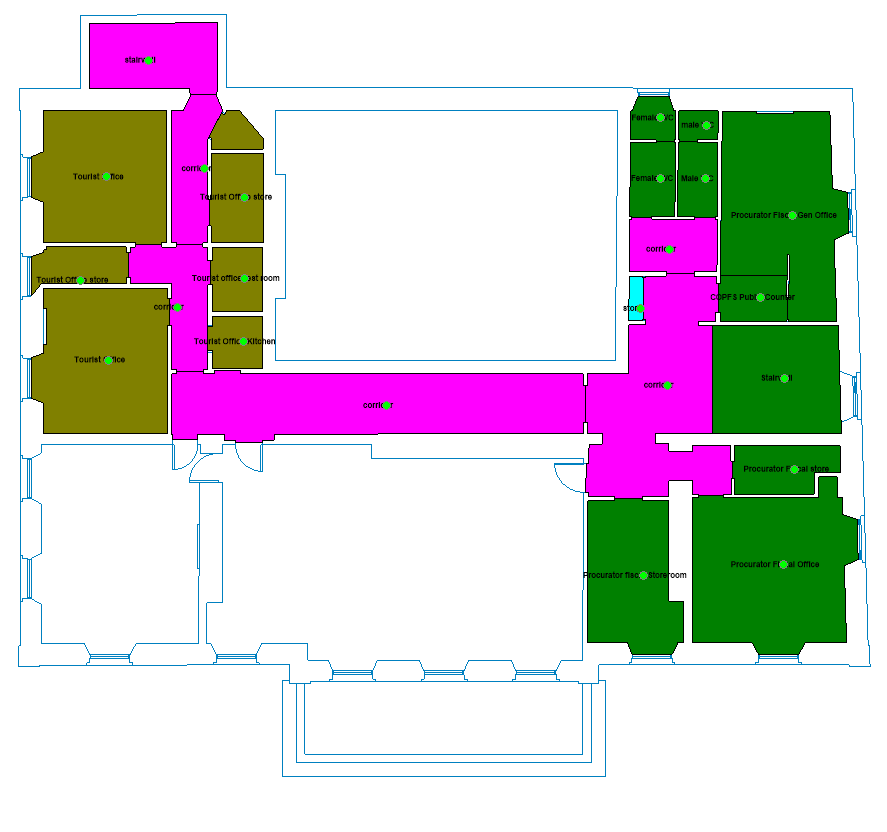 stairwell
Female WC
male WC
corridor
Tourist Office
Female WC
Male WC
Tourist Office store
Procurator Fiscal Gen Office
corridor
Tourist Office store
Tourist office rest room
COPFS Public Counter
corridor
store
Tourist Office Kitchen
Tourist Office
Stairwell
corridor
corridor
Procurator Fiscal store
Procurator Fiscal Office
Procurator fiscal Storeroom